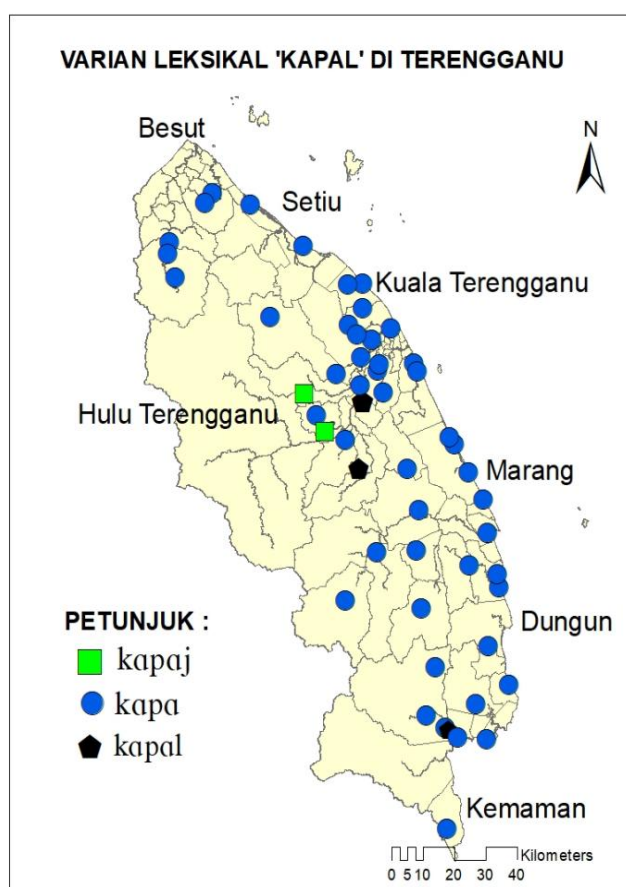 VARIAN LEKSIKAL 'KAPAL' DI TERENGGANU
Besut
N
Setiu
Kuala Terengganu
Hulu Terengganu
Marang
PETUNJUK :
Dungun
kapaj
kapa
kapal
Kemaman
Kilometers
0 5 10 20 30 40